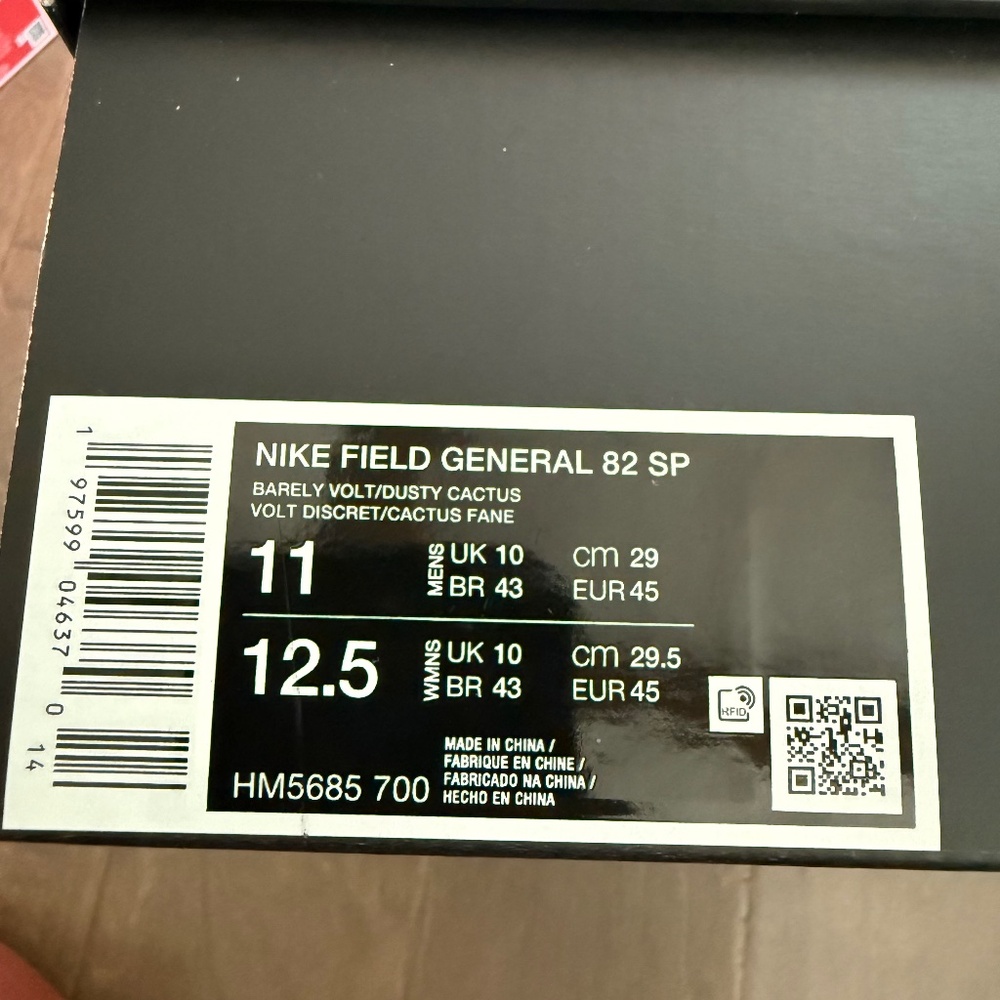 NIKE FIELD GENERAL 82 SP
BARELY VOLT/DUSTY CACTUS
VOLT DISCRET/CACTUS FANE
11 MENS UK 10 cm 29
BR 43 EUR 45
12.5 WMNS UK 10 cm 29.5
BR 43 EUR 45
RFID
HM5685 700
MADE IN CHINA /
FABRIQUE EN CHINE /
FABRICADO NA CHINA /
HECHO EN CHINA
1 97599 04637 0
14